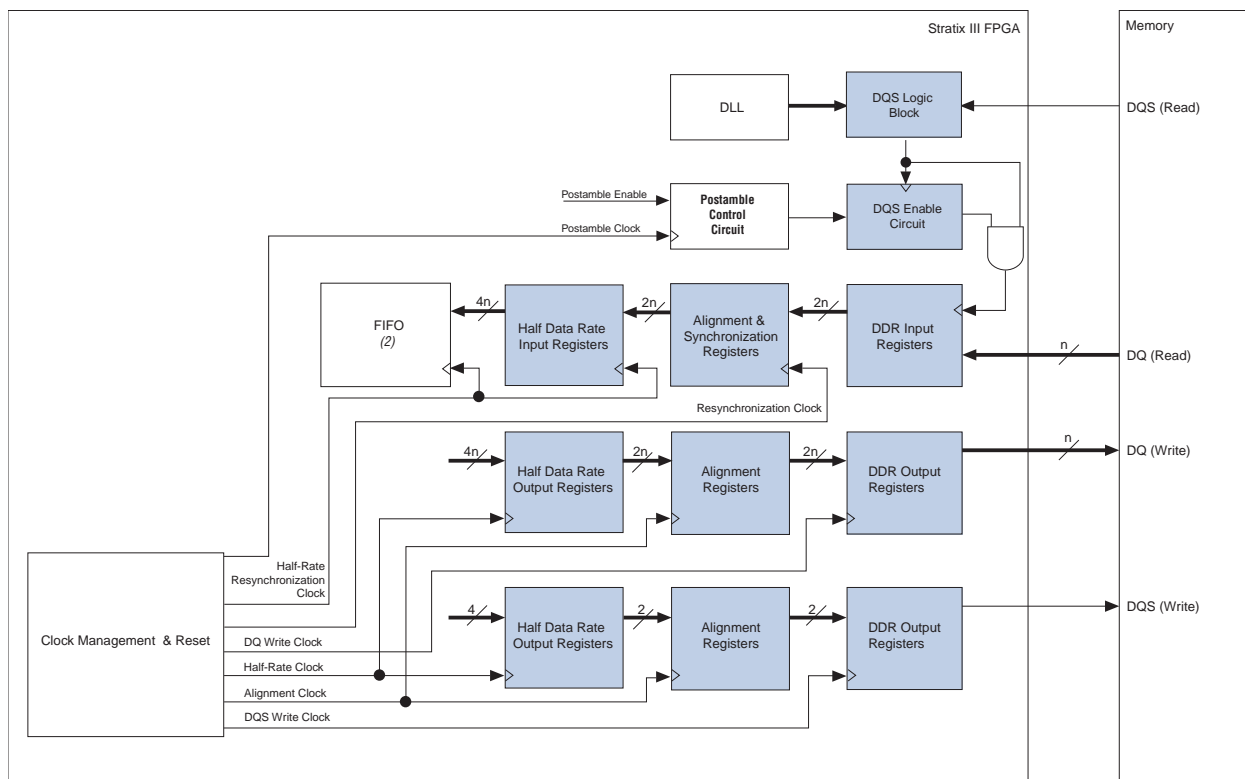 Stratix III FPGA
Memory
DLL
DQS Logic
Block
DQS (Read)
Postamble Enable
Postamble
Control
Circuit
DQS Enable
Circuit
Postamble Clock
4n
2n
2n
FIFO
(2)
Half Data Rate
Input Registers
Alignment &
Synchronization
Registers
DDR Input
Registers
n
DQ (Read)
Resynchronization Clock
4n
2n
2n
n
Half Data Rate
Output Registers
Alignment
Registers
DDR Output
Registers
DQ (Write)
Half-Rate
Resynchronization
Clock
4
2
2
Half Data Rate
Output Registers
Alignment
Registers
DDR Output
Registers
DQS (Write)
Clock Management & Reset
DQ Write Clock
Half-Rate Clock
Alignment Clock
DQS Write Clock